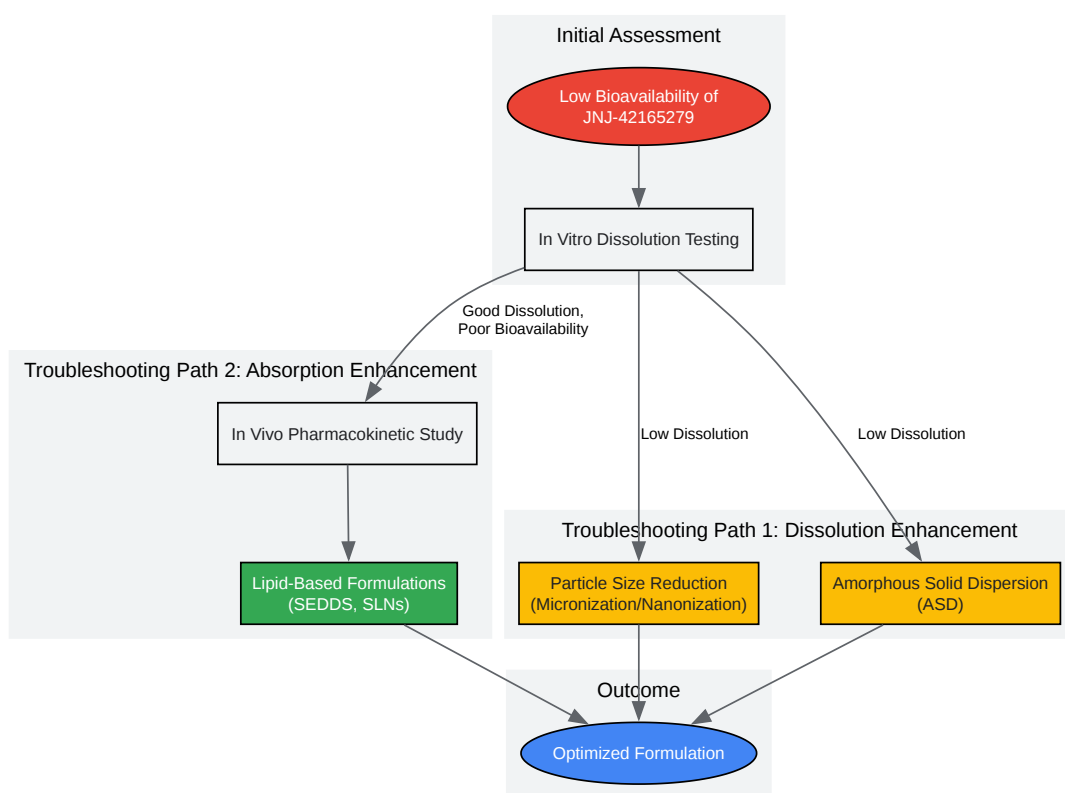 Initial Assessment
Low Bioavailability of
JNJ-42165279
In Vitro Dissolution Testing
Good Dissolution,
Poor Bioavailability
Troubleshooting Path 2: Absorption Enhancement
In Vivo Pharmacokinetic Study
Low Dissolution
Low Dissolution
Troubleshooting Path 1: Dissolution Enhancement
Lipid-Based Formulations
(SEDDS, SLNs)
Particle Size Reduction
(Micronization/Nanonization)
Amorphous Solid Dispersion
(ASD)
Outcome
Optimized Formulation